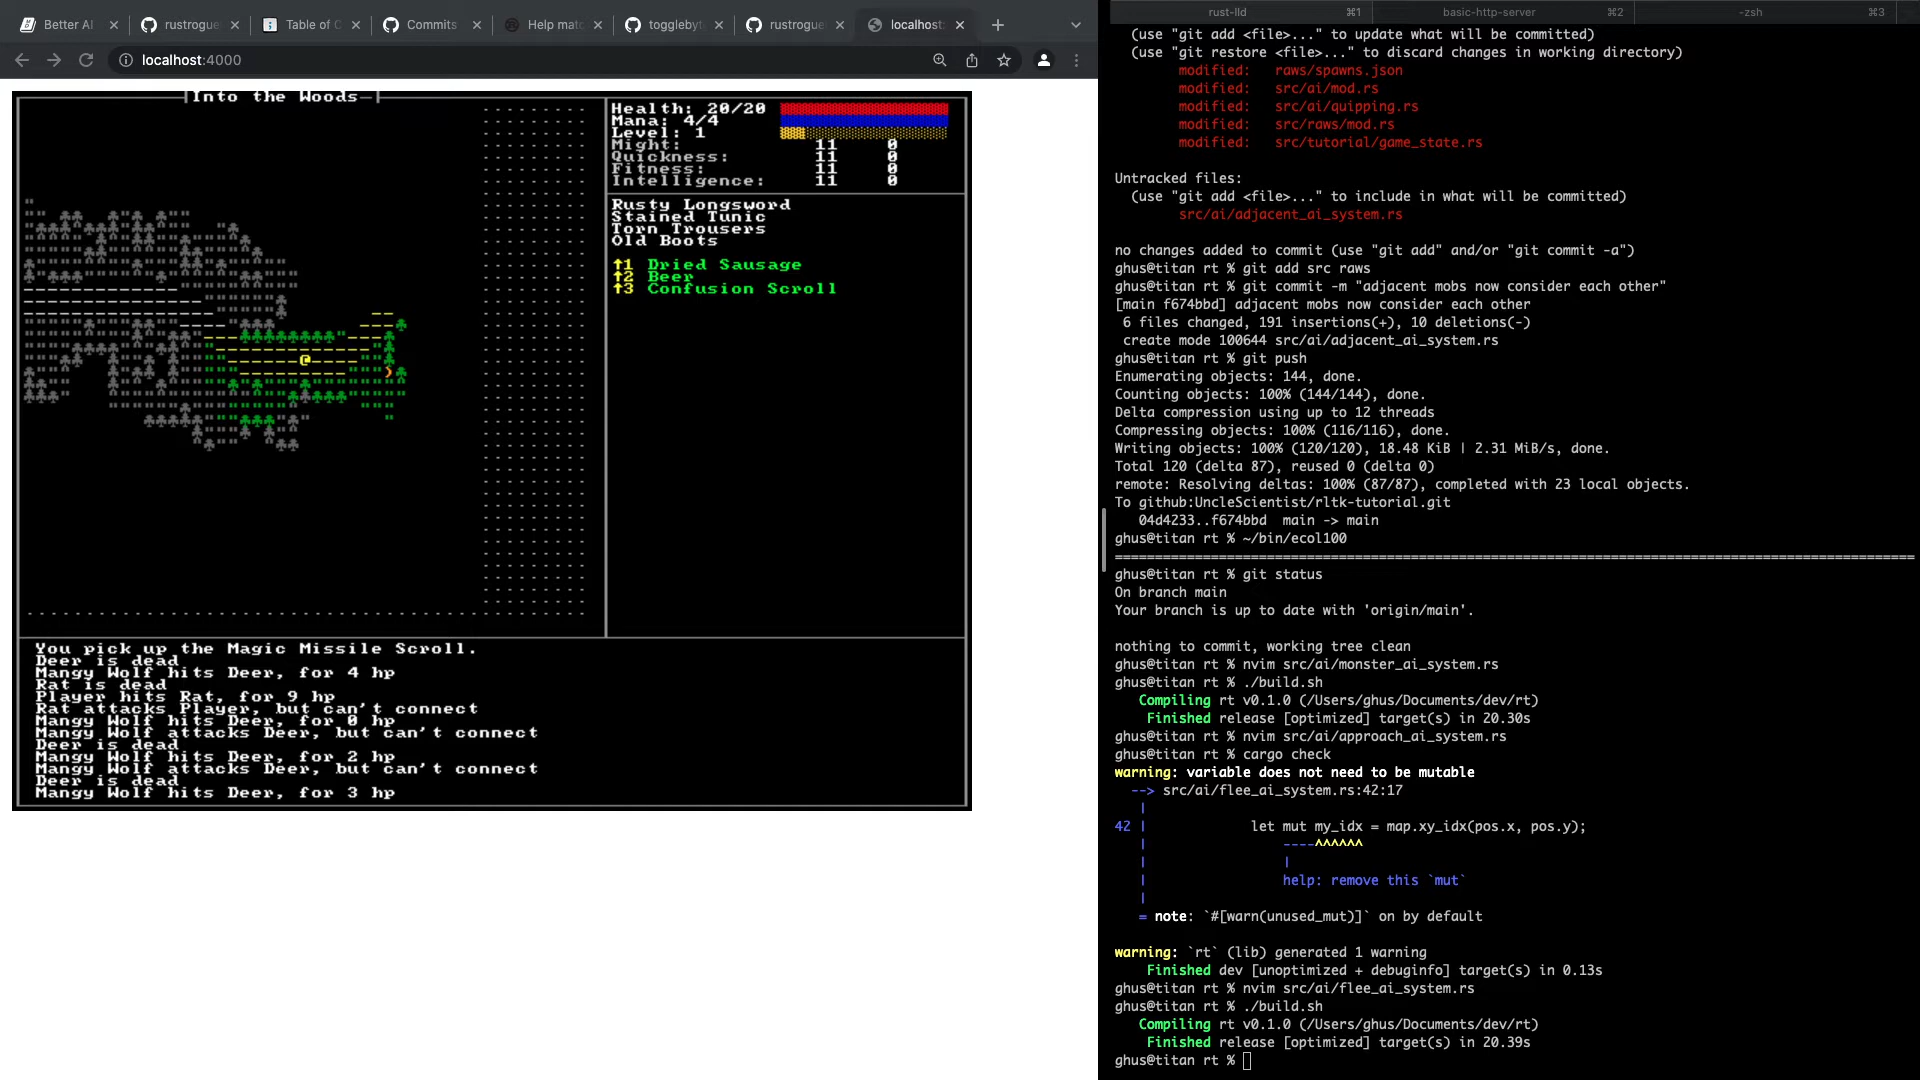 Better AI
rustrogue
Table of C
Commits
Help matc
togglebyt
rustrogue
localhost:
localhost:4000
Into the Woods
Health: 20/20
Mana: 4/4
Level: 1
Might: 11 0
Quickness: 11 0
Fitness: 11 0
Intelligence: 11 0
Rusty Longsword
Stained Tunic
Torn Trousers
Old Boots
↑1 Dried Sausage
↑2 Beer
↑3 Confusion Scroll
You pick up the Magic Missile Scroll.
Deer is dead
Mangy Wolf hits Deer, for 4 hp
Rat is dead
Player hits Rat, for 9 hp
Rat attacks Player, but can't connect
Mangy Wolf hits Deer, for 0 hp
Mangy Wolf attacks Deer, but can't connect
Deer is dead
Mangy Wolf hits Deer, for 2 hp
Mangy Wolf attacks Deer, but can't connect
Deer is dead
Mangy Wolf hits Deer, for 3 hp
rust-lld ⌘1
basic-http-server ⌘2
-zsh ⌘3
(use "git add <file>..." to update what will be committed)
(use "git restore <file>..." to discard changes in working directory)
modified: raws/spawns.json
modified: src/ai/mod.rs
modified: src/ai/quipping.rs
modified: src/raws/mod.rs
modified: src/tutorial/game_state.rs
Untracked files:
(use "git add <file>..." to include in what will be committed)
src/ai/adjacent_ai_system.rs
no changes added to commit (use "git add" and/or "git commit -a")
ghus@titan rt % git add src raws
ghus@titan rt % git commit -m "adjacent mobs now consider each other"
[main f674bbd] adjacent mobs now consider each other
6 files changed, 191 insertions(+), 10 deletions(-)
create mode 100644 src/ai/adjacent_ai_system.rs
ghus@titan rt % git push
Enumerating objects: 144, done.
Counting objects: 100% (144/144), done.
Delta compression using up to 12 threads
Compressing objects: 100% (116/116), done.
Writing objects: 100% (120/120), 18.48 KiB | 2.31 MiB/s, done.
Total 120 (delta 87), reused 0 (delta 0)
remote: Resolving deltas: 100% (87/87), completed with 23 local objects.
To github:UncleScientist/rltk-tutorial.git
04d4233..f674bbd main -> main
ghus@titan rt % ~/bin/ecol100
====================================================================================================
ghus@titan rt % git status
On branch main
Your branch is up to date with 'origin/main'.
nothing to commit, working tree clean
ghus@titan rt % nvim src/ai/monster_ai_system.rs
ghus@titan rt % ./build.sh
Compiling rt v0.1.0 (/Users/ghus/Documents/dev/rt)
Finished release [optimized] target(s) in 20.30s
ghus@titan rt % nvim src/ai/approach_ai_system.rs
ghus@titan rt % cargo check
warning: variable does not need to be mutable
--> src/ai/flee_ai_system.rs:42:17
|
42 | let mut my_idx = map.xy_idx(pos.x, pos.y);
| ----^^^^^^
| |
| help: remove this `mut`
|
= note: `#[warn(unused_mut)]` on by default
warning: `rt` (lib) generated 1 warning
Finished dev [unoptimized + debuginfo] target(s) in 0.13s
ghus@titan rt % nvim src/ai/flee_ai_system.rs
ghus@titan rt % ./build.sh
Compiling rt v0.1.0 (/Users/ghus/Documents/dev/rt)
Finished release [optimized] target(s) in 20.39s
ghus@titan rt %